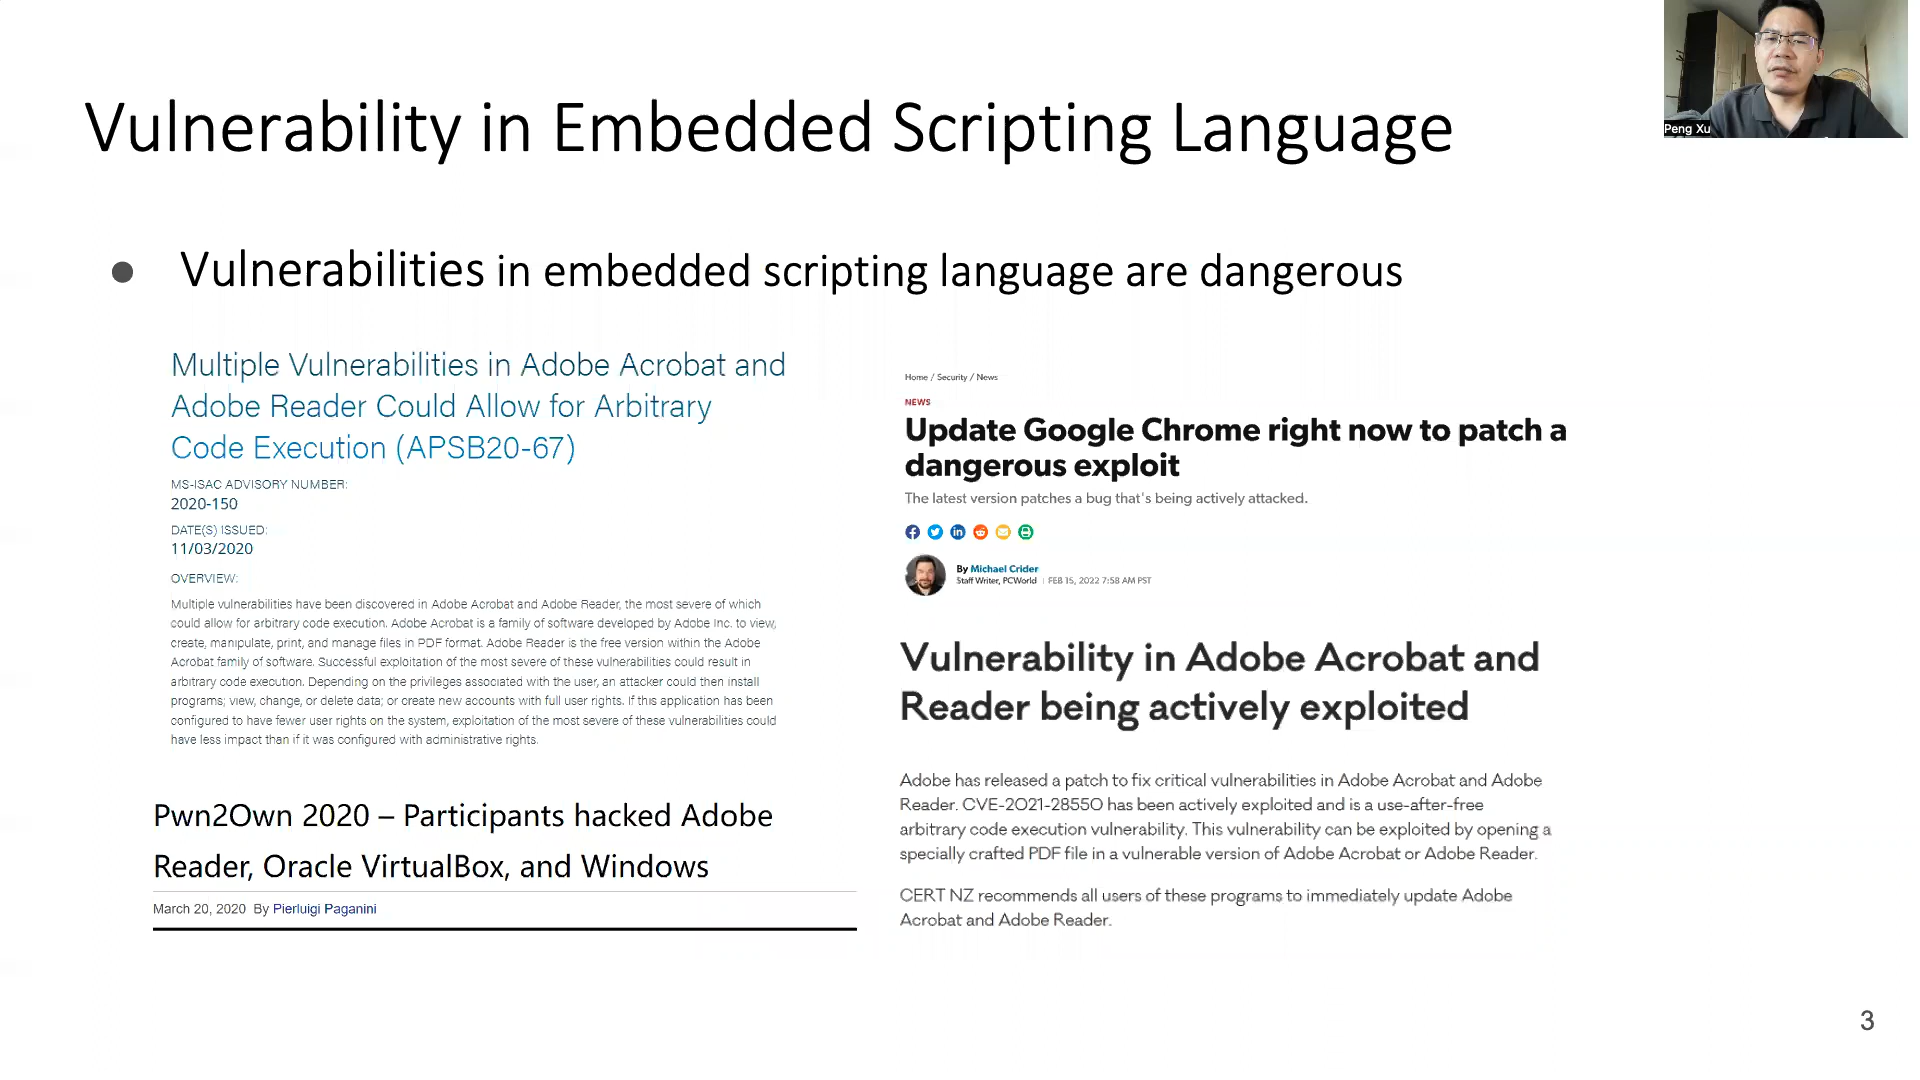 Vulnerability in Embedded Scripting Language
Peng Xu
● Vulnerabilities in embedded scripting language are dangerous
Multiple Vulnerabilities in Adobe Acrobat and
Adobe Reader Could Allow for Arbitrary
Code Execution (APSB20-67)
MS-ISAC ADVISORY NUMBER:
2020-150
DATE(S) ISSUED:
11/03/2020
OVERVIEW:
Multiple vulnerabilities have been discovered in Adobe Acrobat and Adobe Reader, the most severe of which
could allow for arbitrary code execution. Adobe Acrobat is a family of software developed by Adobe Inc. to view,
create, manipulate, print, and manage files in PDF format. Adobe Reader is the free version within the Adobe
Acrobat family of software. Successful exploitation of the most severe of these vulnerabilities could result in
arbitrary code execution. Depending on the privileges associated with the user, an attacker could then install
programs; view, change, or delete data; or create new accounts with full user rights. If this application has been
configured to have fewer user rights on the system, exploitation of the most severe of these vulnerabilities could
have less impact than if it was configured with administrative rights.
Pwn2Own 2020 – Participants hacked Adobe
Reader, Oracle VirtualBox, and Windows
March 20, 2020 By Pierluigi Paganini
Home / Security / News
NEWS
Update Google Chrome right now to patch a
dangerous exploit
The latest version patches a bug that's being actively attacked.
By Michael Crider
Staff Writer, PCWorld | FEB 15, 2022 7:58 AM PST
Vulnerability in Adobe Acrobat and
Reader being actively exploited
Adobe has released a patch to fix critical vulnerabilities in Adobe Acrobat and Adobe
Reader. CVE-2021-28550 has been actively exploited and is a use-after-free
arbitrary code execution vulnerability. This vulnerability can be exploited by opening a
specially crafted PDF file in a vulnerable version of Adobe Acrobat or Adobe Reader.
CERT NZ recommends all users of these programs to immediately update Adobe
Acrobat and Adobe Reader.
3